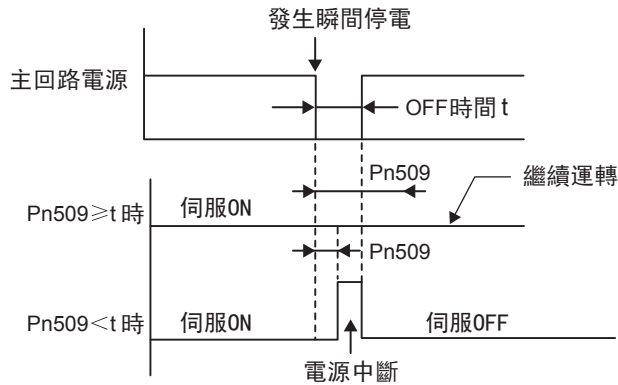 發生瞬間停電
主回路電源
OFF時間 t
Pn509
繼續運轉
Pn509≥t 時
伺服ON
Pn509
Pn509<t 時
伺服ON
伺服OFF
電源中斷